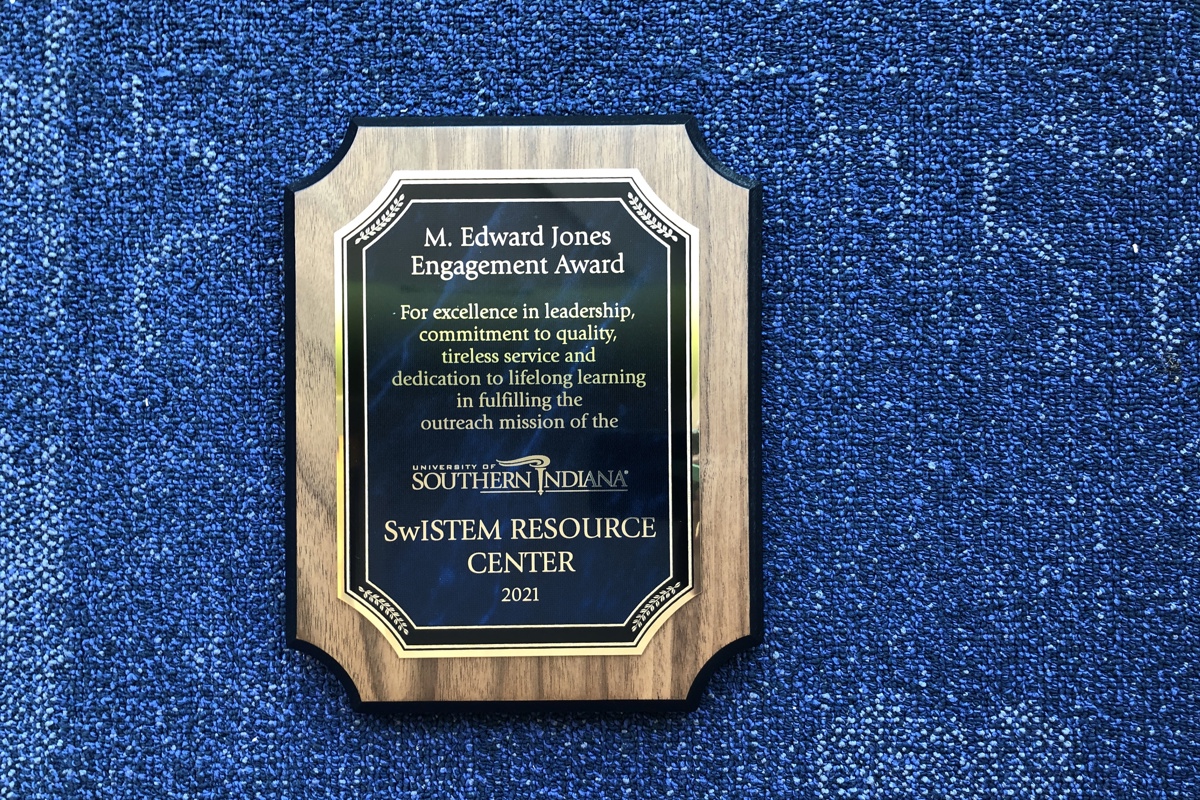 M. Edward Jones
Engagement Award
For excellence in leadership,
commitment to quality,
tireless service and
dedication to lifelong learning
in fulfilling the
outreach mission of the
UNIVERSITY OF
SOUTHERN INDIANA
SwISTEM RESOURCE
CENTER
2021